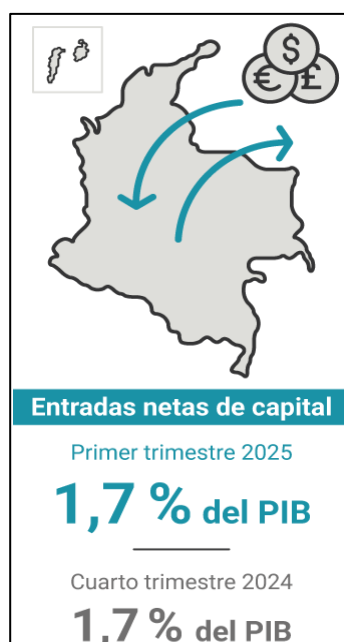 $
€ £
Entradas netas de capital
Primer trimestre 2025
1,7 % del PIB
Cuarto trimestre 2024
1,7 % del PIB